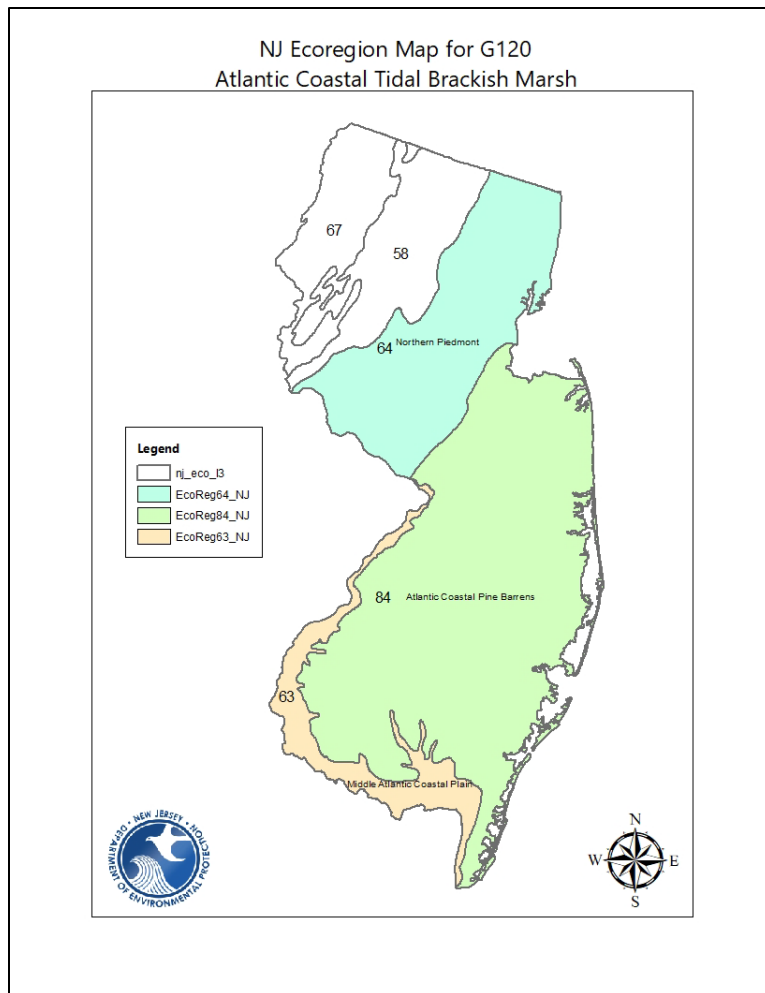 NJ Ecoregion Map for G120
Atlantic Coastal Tidal Brackish Marsh
67
58
64 Northern Piedmont
Legend
nj_eco_l3
EcoReg64_NJ
EcoReg84_NJ
EcoReg63_NJ
84 Atlantic Coastal Pine Barrens
63
Middle Atlantic Coastal Plain
NEW JERSEY
DEPARTMENT OF ENVIRONMENTAL PROTECTION
N
W E
S